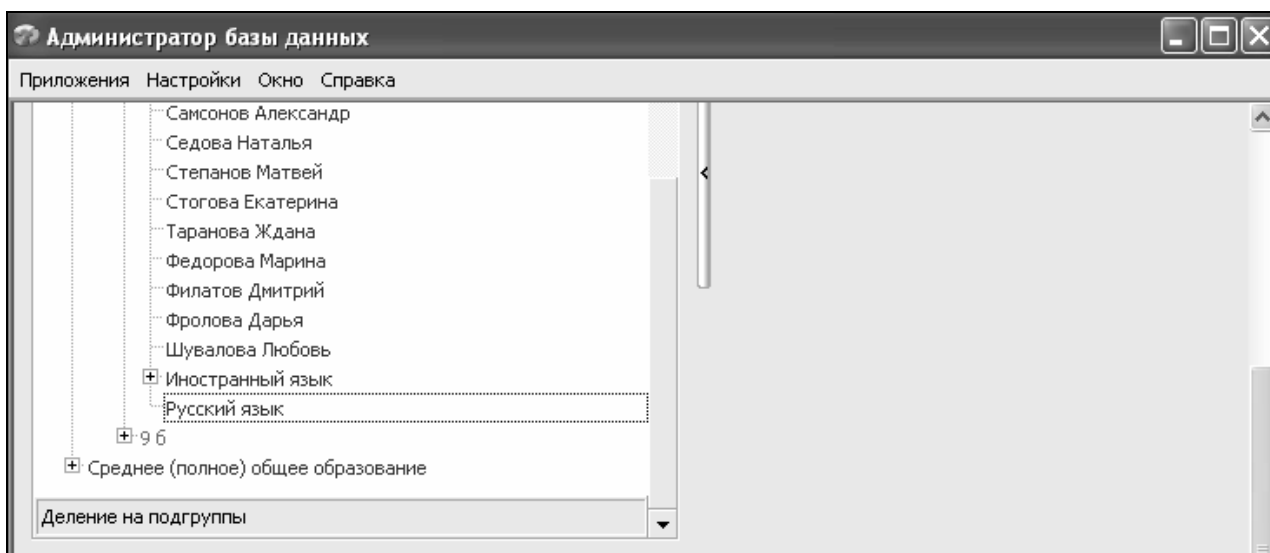 Администратор базы данных
Приложения Настройки Окно Справка
Самсонов Александр
Седова Наталья
Степанов Матвей
Стогова Екатерина
Таранова Ждана
Федорова Марина
Филатов Дмитрий
Фролова Дарья
Шувалова Любовь
Иностранный язык
Русский язык
9 б
Среднее (полное) общее образование
Деление на подгруппы